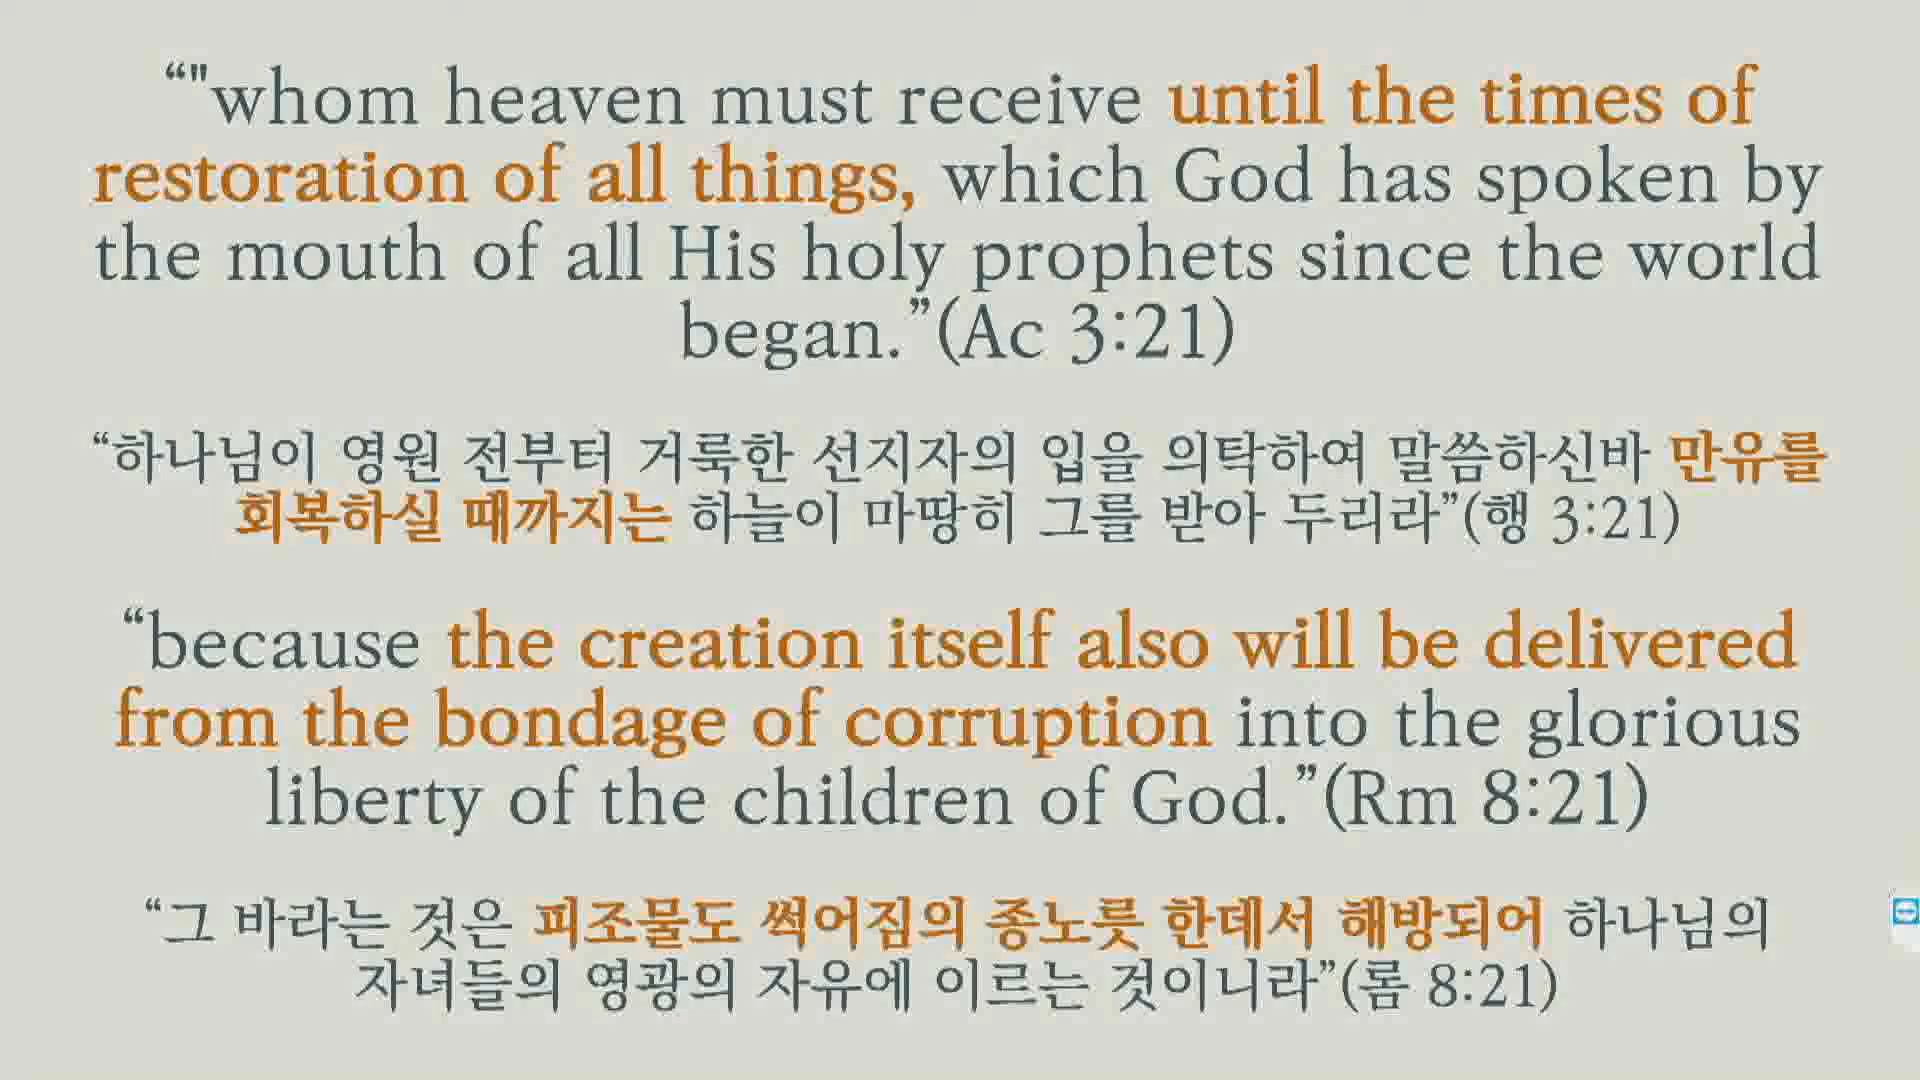 “"whom heaven must receive until the times of
restoration of all things, which God has spoken by
the mouth of all His holy prophets since the world
began.”(Ac 3:21)
“하나님이 영원 전부터 거룩한 선지자의 입을 의탁하여 말씀하신바 만유를
회복하실 때까지는 하늘이 마땅히 그를 받아 두리라”(행 3:21)
“because the creation itself also will be delivered
from the bondage of corruption into the glorious
liberty of the children of God.”(Rm 8:21)
“그 바라는 것은 피조물도 썩어짐의 종노릇 한데서 해방되어 하나님의
자녀들의 영광의 자유에 이르는 것이니라”(롬 8:21)